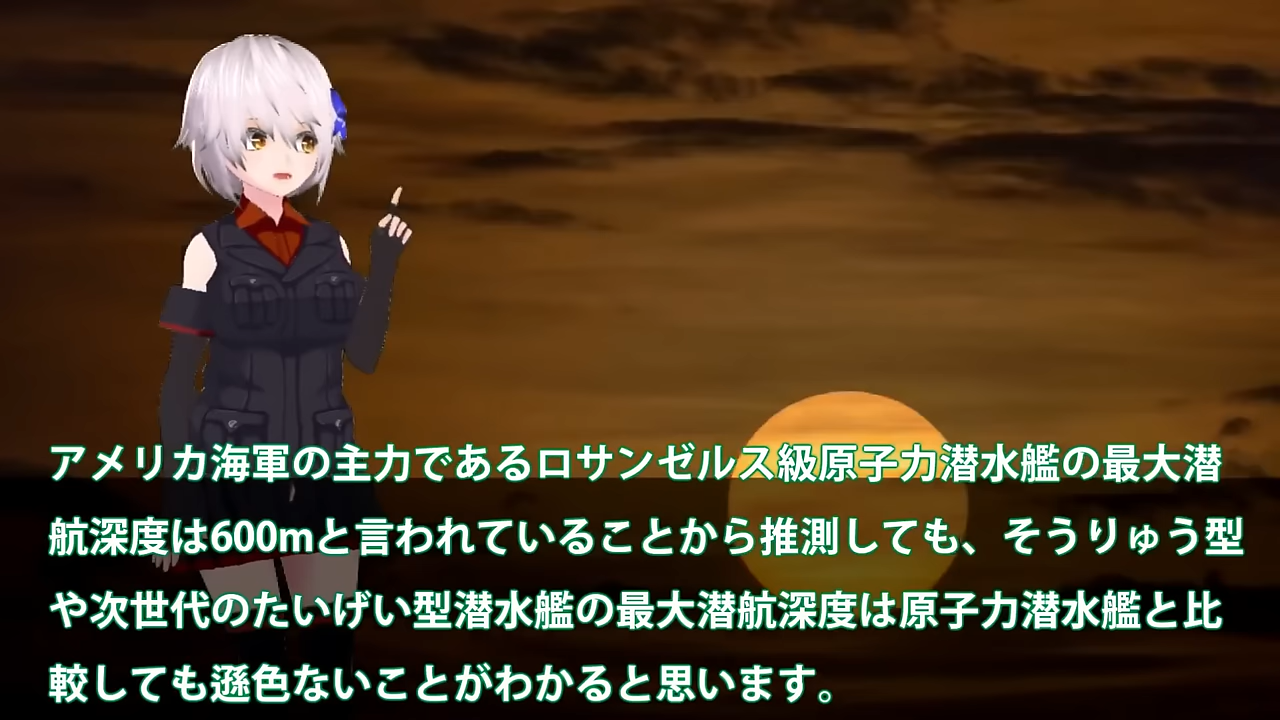 アメリカ海軍の主力であるロサンゼルス級原子力潜水艦の最大潜
航深度は600mと言われていることから推測しても、そうりゅう型
や次世代のたいげい型潜水艦の最大潜航深度は原子力潜水艦と比
較しても遜色ないことがわかると思います。